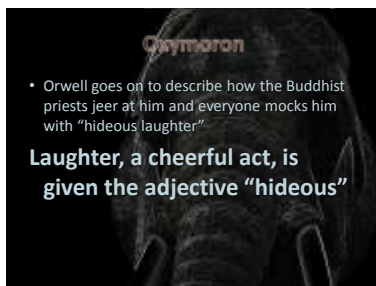 Oxymoron
• Orwell goes on to describe how the Buddhist
priests jeer at him and everyone mocks him
with “hideous laughter”
Laughter, a cheerful act, is
given the adjective “hideous”